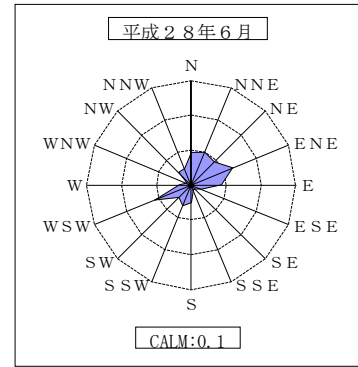 平成２８年６月
N
NNW NNE
NW NE
WNW ENE
W E
WSW ESE
SW SE
SSW SSE
S
CALM:0.1